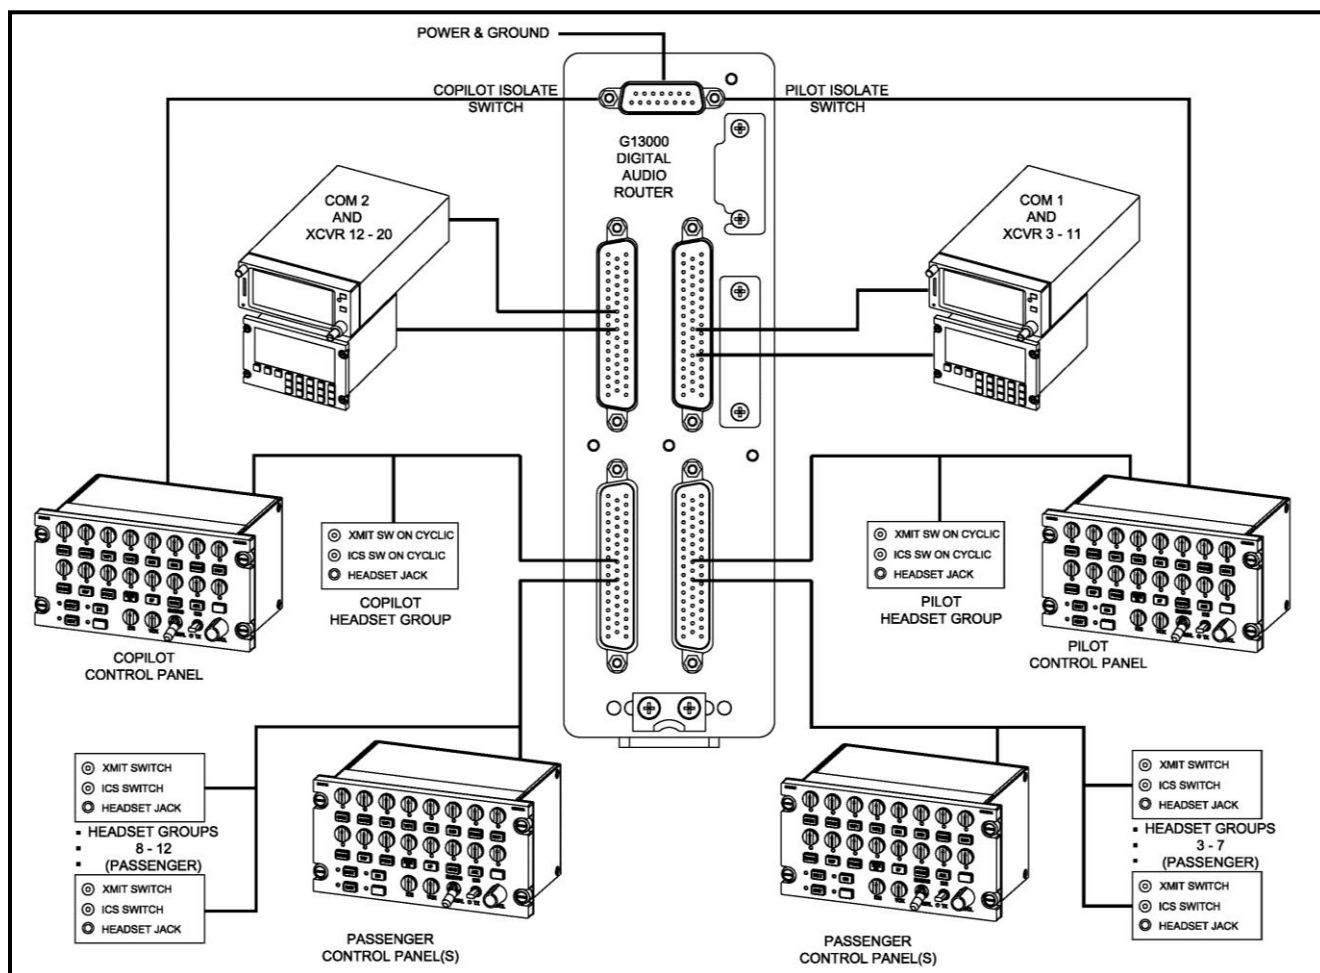 POWER & GROUND
COPILOT ISOLATE
SWITCH
PILOT ISOLATE
SWITCH
G13000
DIGITAL
AUDIO
ROUTER
COM 2
AND
XCVR 12 - 20
COM 1
AND
XCVR 3 - 11
XMIT SW ON CYCLIC
ICS SW ON CYCLIC
HEADSET JACK
COPILOT
HEADSET GROUP
XMIT SW ON CYCLIC
ICS SW ON CYCLIC
HEADSET JACK
PILOT
HEADSET GROUP
COPILOT
CONTROL PANEL
PILOT
CONTROL PANEL
XMIT SWITCH
ICS SWITCH
HEADSET JACK
HEADSET GROUPS
8 - 12
(PASSENGER)
XMIT SWITCH
ICS SWITCH
HEADSET JACK
PASSENGER
CONTROL PANEL(S)
PASSENGER
CONTROL PANEL(S)
XMIT SWITCH
ICS SWITCH
HEADSET JACK
HEADSET GROUPS
3 - 7
(PASSENGER)
XMIT SWITCH
ICS SWITCH
HEADSET JACK